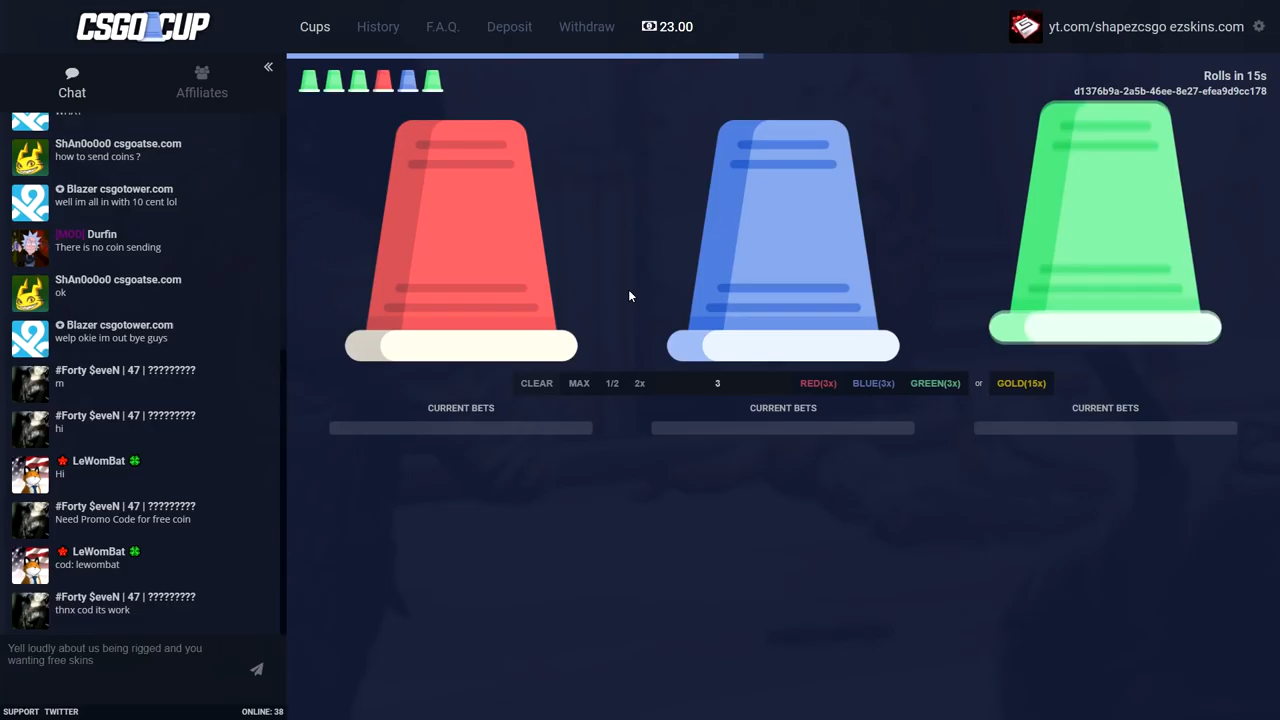 CSGO CUP
Cups History F.A.Q. Deposit Withdraw 23.00
yt.com/shapezcsgo ezskins.com
Chat Affiliates
Rolls in 15s
d1376b9a-2a5b-46ee-8e27-efea9d9cc178
ShAn0o0o0 csgoatse.com
how to send coins ?
✪ Blazer csgotower.com
well im all in with 10 cent lol
[MOD] Durfin
There is no coin sending
ShAn0o0o0 csgoatse.com
ok
✪ Blazer csgotower.com
welp okie im out bye guys
#Forty $eveN | 47 | ?????????
m
#Forty $eveN | 47 | ?????????
hi
LeWomBat
Hi
#Forty $eveN | 47 | ?????????
Need Promo Code for free coin
LeWomBat
cod: lewombat
#Forty $eveN | 47 | ?????????
thnx cod its work
Yell loudly about us being rigged and you
wanting free skins
SUPPORT TWITTER ONLINE: 38
CLEAR MAX 1/2 2x 3 RED(3x) BLUE(3x) GREEN(3x) or GOLD(15x)
CURRENT BETS CURRENT BETS CURRENT BETS